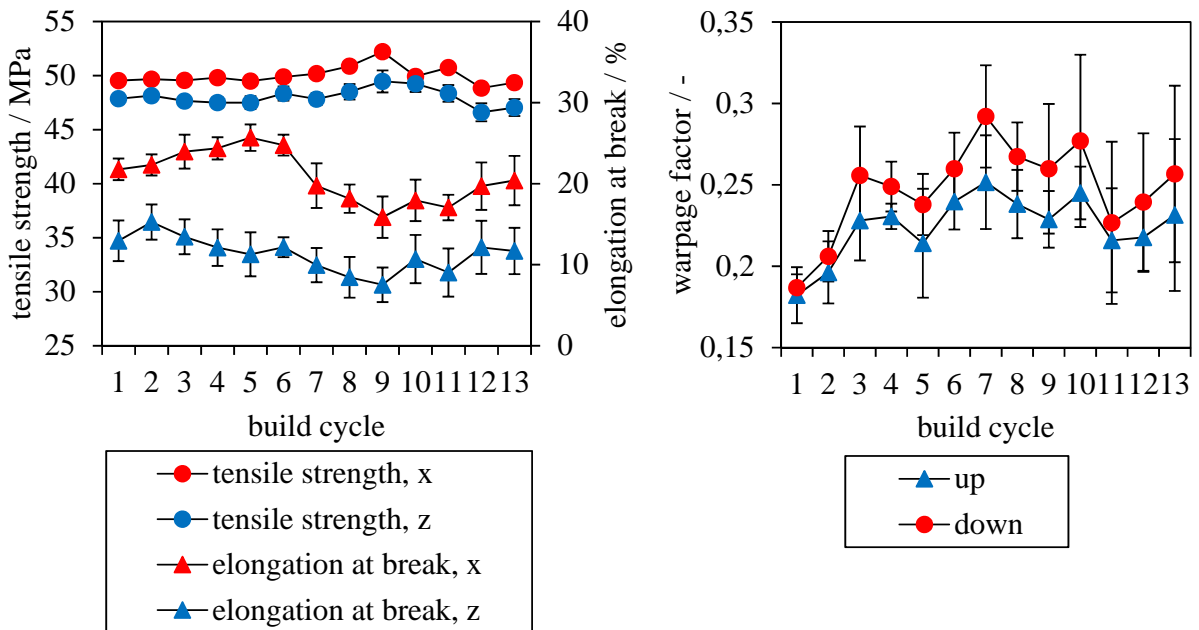 tensile strength / MPa
55
50
45
40
35
30
25
40
30
20
10
0
elongation at break / %
1 2 3 4 5 6 7 8 9 10 11 12 13
build cycle
tensile strength, x
tensile strength, z
elongation at break, x
elongation at break, z
warpage factor / -
0,35
0,3
0,25
0,2
0,15
1 2 3 4 5 6 7 8 9 10 11 12 13
build cycle
up
down